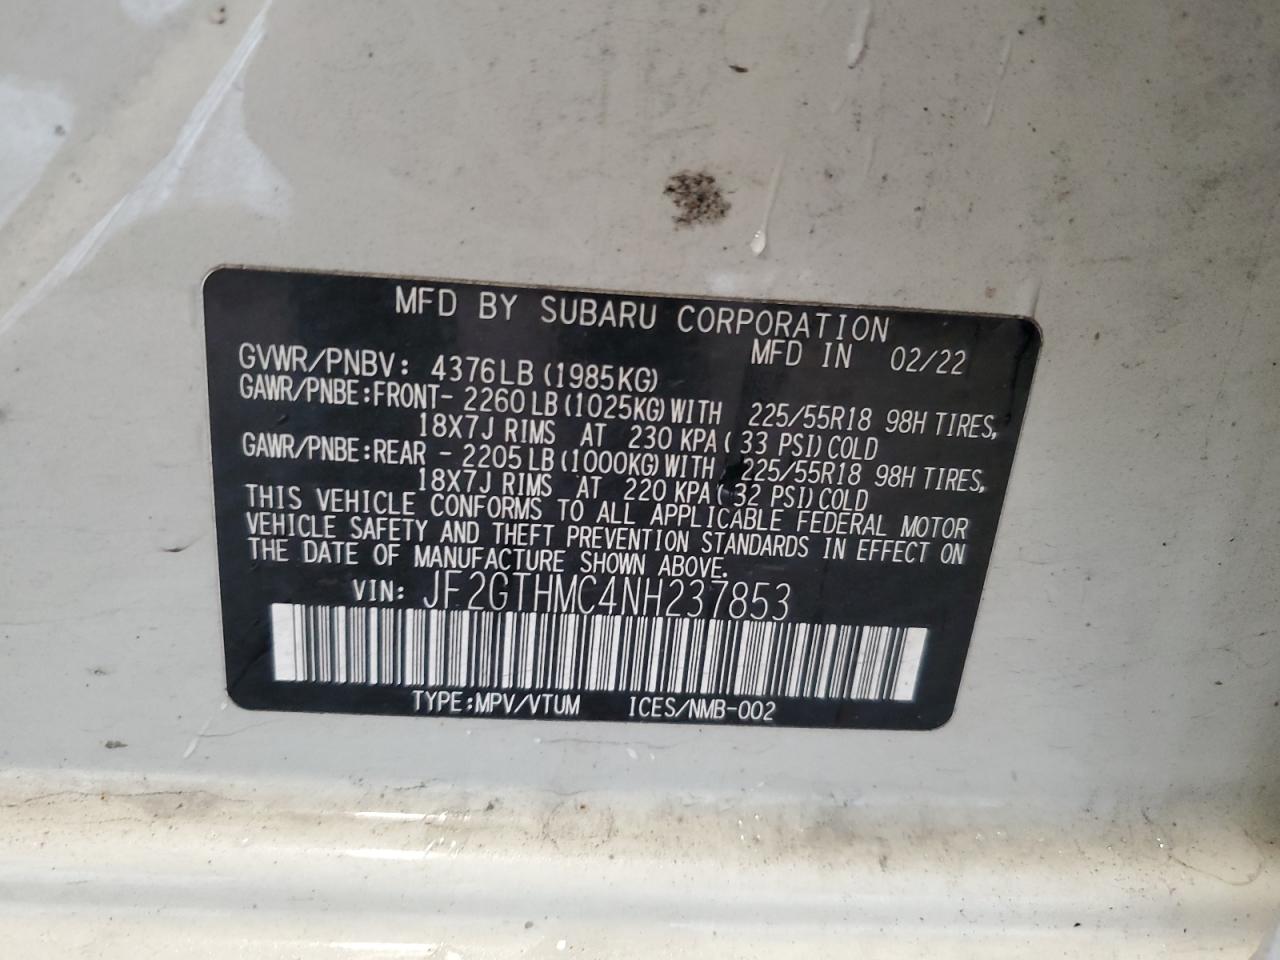 MFD BY SUBARU CORPORATION
MFD IN 02/22
GVWR/PNBV: 4376LB (1985KG)
GAWR/PNBE:FRONT- 2260 LB (1025KG) WITH 225/55R18 98H TIRES,
18X7J RIMS AT 230 KPA( 33 PSI) COLD
GAWR/PNBE:REAR - 2205 LB (1000KG) WITH 225/55R18 98H TIRES,
18X7J RIMS AT 220 KPA( 32 PSI) COLD
THIS VEHICLE CONFORMS TO ALL APPLICABLE FEDERAL MOTOR
VEHICLE SAFETY AND THEFT PREVENTION STANDARDS IN EFFECT ON
THE DATE OF MANUFACTURE SHOWN ABOVE.
VIN: JF2GTHMC4NH237853
TYPE:MPV/VTUM ICES/NMB-002